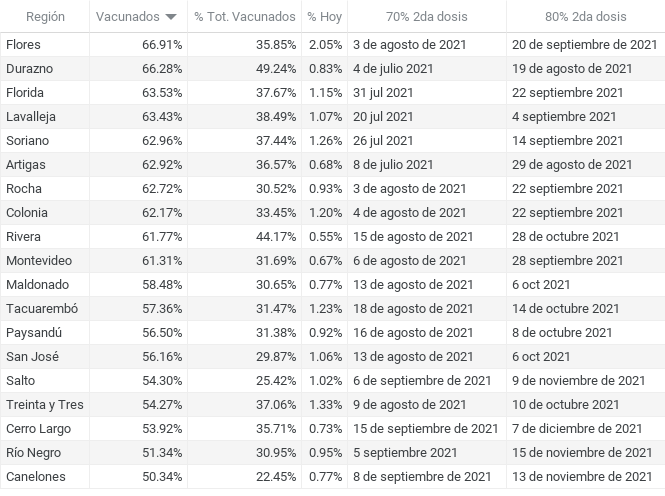 Región Vacunados % Tot. Vacunados % Hoy 70% 2da dosis 80% 2da dosis
Flores 66.91% 35.85% 2.05% 3 de agosto de 2021 20 de septiembre de 2021
Durazno 66.28% 49.24% 0.83% 4 de julio 2021 19 de agosto de 2021
Florida 63.53% 37.67% 1.15% 31 jul 2021 22 septiembre 2021
Lavalleja 63.43% 38.49% 1.07% 20 jul 2021 4 septiembre 2021
Soriano 62.96% 37.44% 1.26% 26 jul 2021 14 septiembre 2021
Artigas 62.92% 36.57% 0.68% 8 de julio 2021 29 de agosto de 2021
Rocha 62.72% 30.52% 0.93% 3 de agosto de 2021 22 septiembre 2021
Colonia 62.17% 33.45% 1.20% 4 de agosto de 2021 22 septiembre 2021
Rivera 61.77% 44.17% 0.55% 15 de agosto de 2021 28 de octubre 2021
Montevideo 61.31% 31.69% 0.67% 6 de agosto de 2021 28 septiembre 2021
Maldonado 58.48% 30.65% 0.77% 13 de agosto de 2021 6 oct 2021
Tacuarembó 57.36% 31.47% 1.23% 18 de agosto de 2021 14 de octubre 2021
Paysandú 56.50% 31.38% 0.92% 16 de agosto de 2021 8 de octubre 2021
San José 56.16% 29.87% 1.06% 13 de agosto de 2021 6 oct 2021
Salto 54.30% 25.42% 1.02% 6 de septiembre de 2021 9 de noviembre de 2021
Treinta y Tres 54.27% 37.06% 1.33% 9 de agosto de 2021 10 de octubre 2021
Cerro Largo 53.92% 35.71% 0.73% 15 de septiembre de 2021 7 de diciembre de 2021
Río Negro 51.34% 30.95% 0.95% 5 septiembre 2021 15 de noviembre de 2021
Canelones 50.34% 22.45% 0.77% 8 de septiembre de 2021 13 de noviembre de 2021